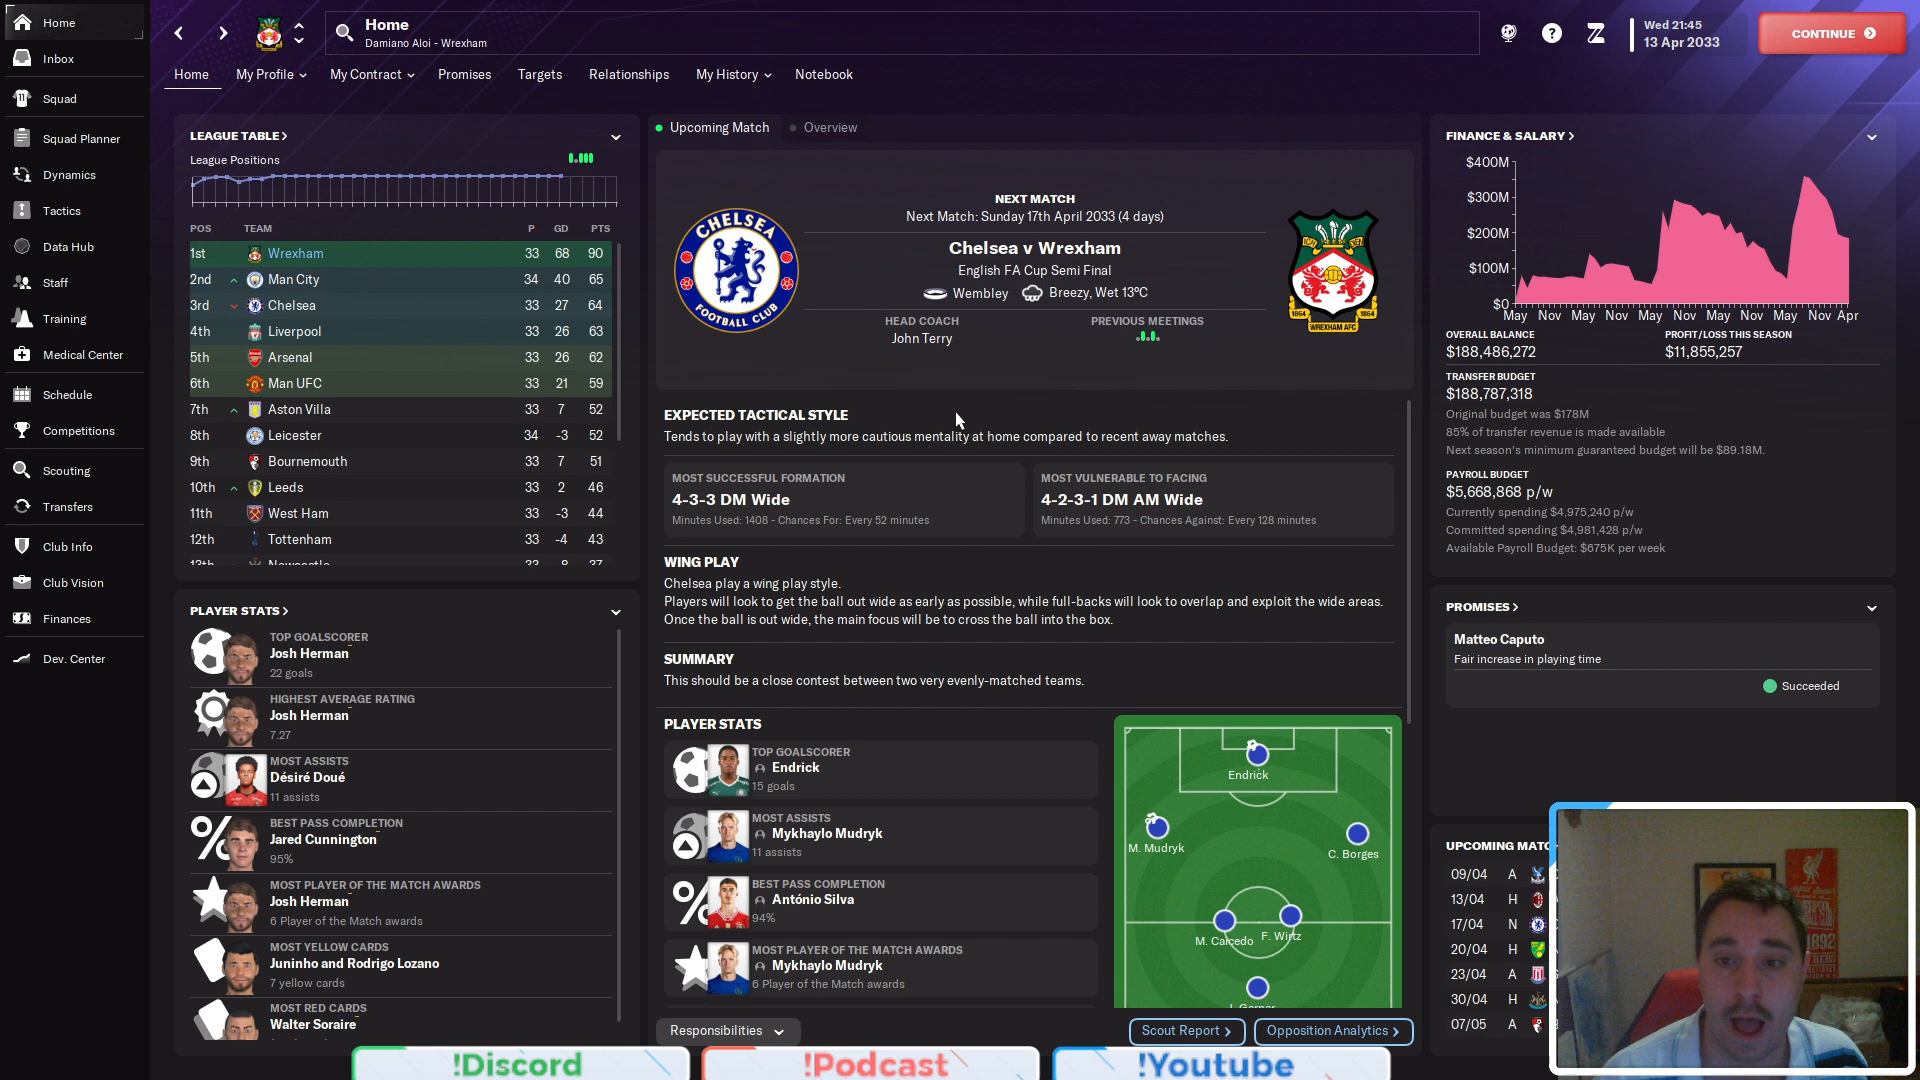 Home
Inbox
Squad
Squad Planner
Dynamics
Tactics
Data Hub
Staff
Training
Medical Center
Schedule
Competitions
Scouting
Transfers
Club Info
Club Vision
Finances
Dev. Center
Home
Damiano Aloi - Wrexham
Wed 21:45
13 Apr 2033
CONTINUE
Home
My Profile
My Contract
Promises
Targets
Relationships
My History
Notebook
LEAGUE TABLE
League Positions
POS TEAM P GD PTS
1st Wrexham 33 68 90
2nd Man City 34 40 65
3rd Chelsea 33 27 64
4th Liverpool 33 26 63
5th Arsenal 33 26 62
6th Man UFC 33 21 59
7th Aston Villa 33 7 52
8th Leicester 34 -3 52
9th Bournemouth 33 7 51
10th Leeds 33 2 46
11th West Ham 33 -3 44
12th Tottenham 33 -4 43
PLAYER STATS
TOP GOALSCORER
Josh Herman
22 goals
HIGHEST AVERAGE RATING
Josh Herman
7.27
MOST ASSISTS
Désiré Doué
11 assists
BEST PASS COMPLETION
Jared Cunnington
95%
MOST PLAYER OF THE MATCH AWARDS
Josh Herman
6 Player of the Match awards
MOST YELLOW CARDS
Juninho and Rodrigo Lozano
7 yellow cards
MOST RED CARDS
Walter Soraire
Upcoming Match
Overview
CHELSEA
FOOTBALL CLUB
NEXT MATCH
Next Match: Sunday 17th April 2033 (4 days)
Chelsea v Wrexham
English FA Cup Semi Final
Wembley
Breezy, Wet 13ºC
HEAD COACH
John Terry
PREVIOUS MEETINGS
1864 1864
WREXHAM AFC
EXPECTED TACTICAL STYLE
Tends to play with a slightly more cautious mentality at home compared to recent away matches.
MOST SUCCESSFUL FORMATION
4-3-3 DM Wide
Minutes Used: 1408 - Chances For: Every 52 minutes
MOST VULNERABLE TO FACING
4-2-3-1 DM AM Wide
Minutes Used: 773 - Chances Against: Every 128 minutes
WING PLAY
Chelsea play a wing play style.
Players will look to get the ball out wide as early as possible, while full-backs will look to overlap and exploit the wide areas.
Once the ball is out wide, the main focus will be to cross the ball into the box.
SUMMARY
This should be a close contest between two very evenly-matched teams.
PLAYER STATS
TOP GOALSCORER
Endrick
15 goals
MOST ASSISTS
Mykhaylo Mudryk
11 assists
BEST PASS COMPLETION
António Silva
94%
MOST PLAYER OF THE MATCH AWARDS
Mykhaylo Mudryk
6 Player of the Match awards
Endrick
M. Mudryk
C. Borges
M. Caicedo
F. Wirtz
Responsibilities
Scout Report
Opposition Analytics
FINANCE & SALARY
$400M
$300M
$200M
$100M
$0
May Nov May Nov May Nov May Nov May Nov Apr
OVERALL BALANCE
$188,486,272
PROFIT/LOSS THIS SEASON
$11,855,257
TRANSFER BUDGET
$188,787,318
Original budget was $178M
85% of transfer revenue is made available
Next season's minimum guaranteed budget will be $89.18M.
PAYROLL BUDGET
$5,668,868 p/w
Currently spending $4,975,240 p/w
Committed spending $4,981,428 p/w
Available Payroll Budget: $675K per week
PROMISES
Matteo Caputo
Fair increase in playing time
Succeeded
UPCOMING MATC
09/04 A
13/04 H
17/04 N
20/04 H
23/04 A
30/04 H
07/05 A
1892
!Discord
!Podcast
!Youtube